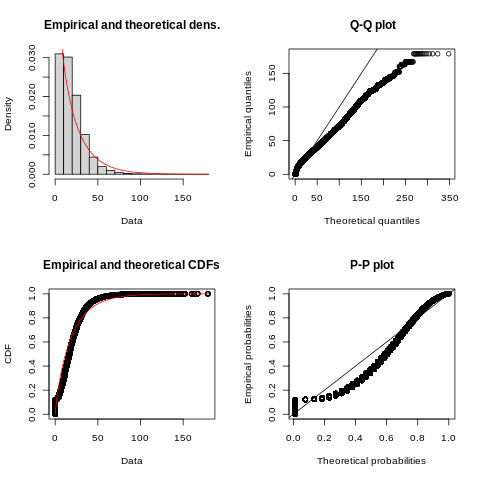 Empirical and theoretical dens.
Density
0.000 0.010 0.020 0.030
0 50 100 150
Data
Q-Q plot
Empirical quantiles
0 50 100 150
0 50 150 250 350
Theoretical quantiles
Empirical and theoretical CDFs
CDF
0.0 0.2 0.4 0.6 0.8 1.0
0 50 100 150
Data
P-P plot
Empirical probabilities
0.0 0.2 0.4 0.6 0.8 1.0
0.0 0.2 0.4 0.6 0.8 1.0
Theoretical probabilities